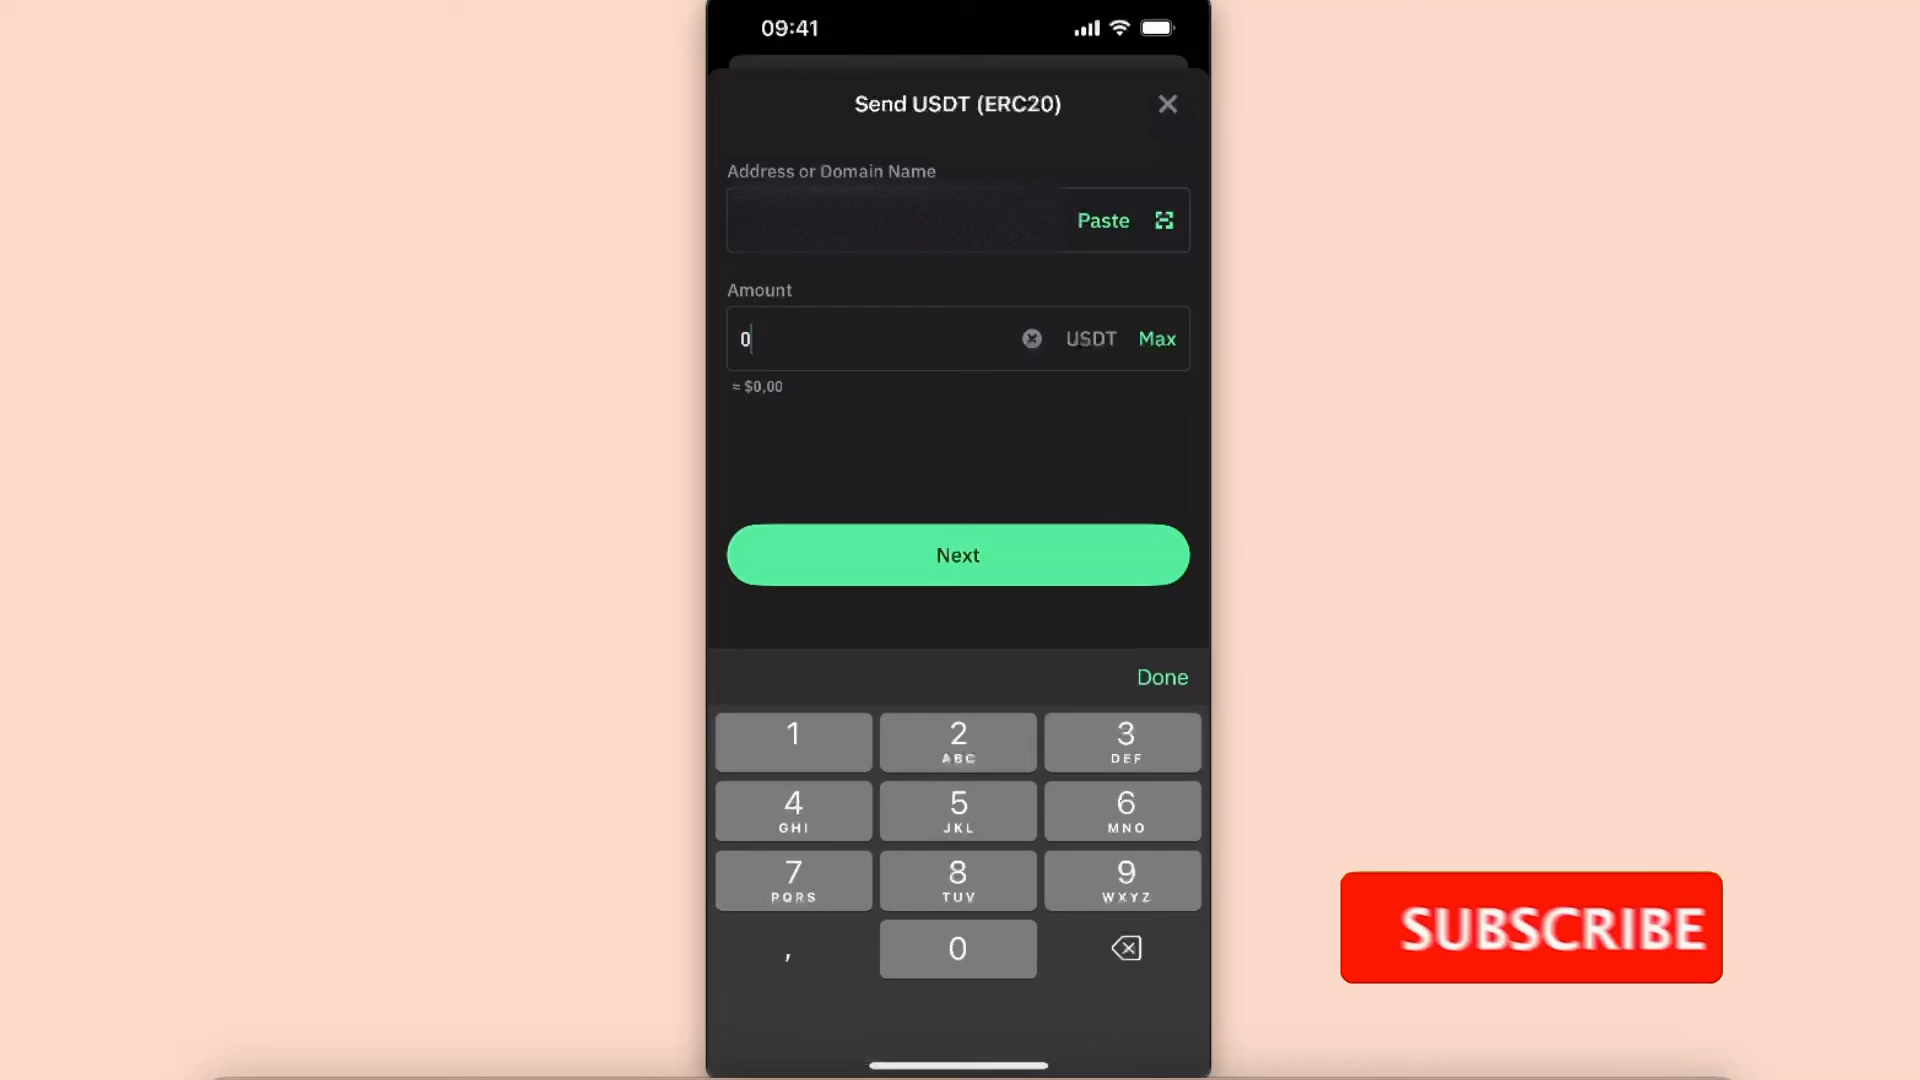 09:41
Send USDT (ERC20)
Address or Domain Name
Paste
Amount
0 USDT Max
≈ $0,00
Next
Done
1 2 3
ABC DEF
4 5 6
GHI JKL MNO
7 8 9
PQRS TUV WXYZ
, 0
SUBSCRIBE